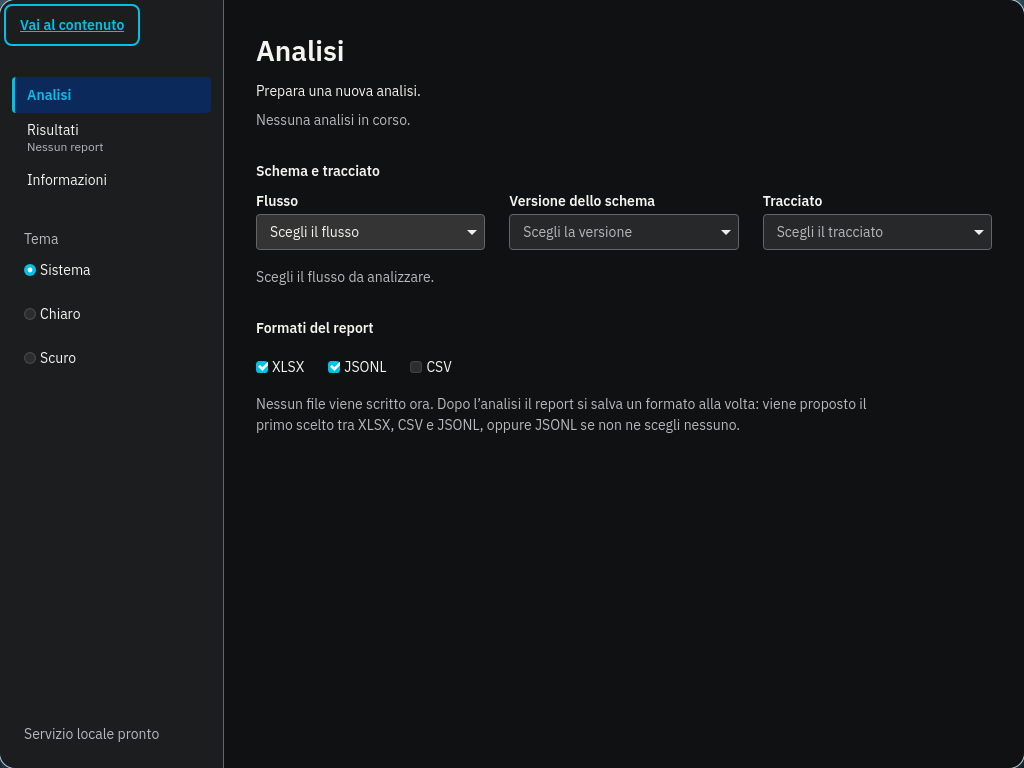 Vai al contenuto
Analisi
Risultati
Nessun report
Informazioni
Tema
Sistema
Chiaro
Scuro
Servizio locale pronto
Analisi
Prepara una nuova analisi.
Nessuna analisi in corso.
Schema e tracciato
Flusso
Scegli il flusso
Versione dello schema
Scegli la versione
Tracciato
Scegli il tracciato
Scegli il flusso da analizzare.
Formati del report
XLSX JSONL CSV
Nessun file viene scritto ora. Dopo l’analisi il report si salva un formato alla volta: viene proposto il
primo scelto tra XLSX, CSV e JSONL, oppure JSONL se non ne scegli nessuno.